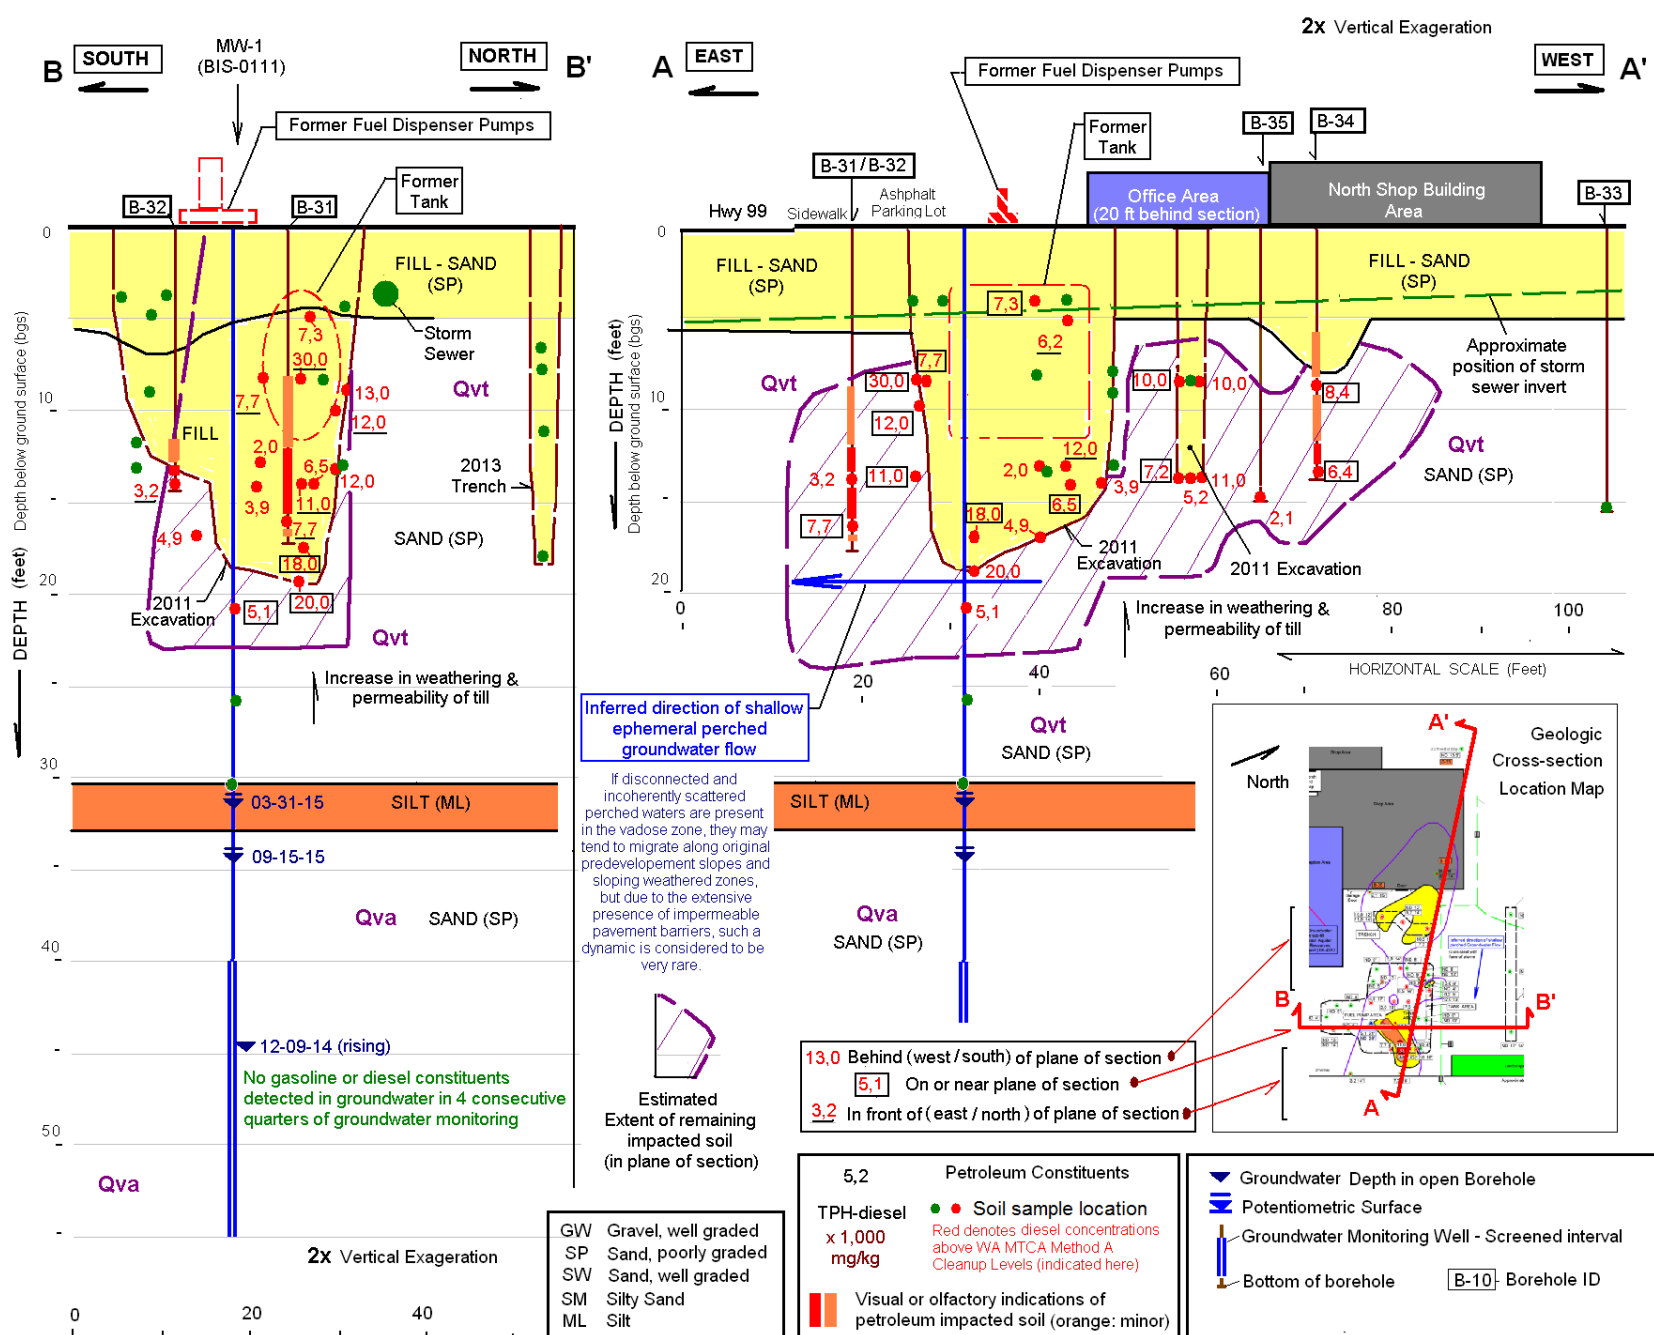 2x Vertical Exageration
B
SOUTH
MW-1
(BIS-0111)
NORTH
B'
Former Fuel Dispenser Pumps
Former
Tank
B-32
B-31
0
FILL - SAND
(SP)
Storm
Sewer
7,3
30,0
Qvt
13,0
7,7
12,0
10
FILL
2,0
6,5
12,0
2013
Trench
3,2
3,9
11,0
7,7
4,9
SAND (SP)
18,0
20
2011
Excavation
5,1
20,0
Qvt
DEPTH (feet) Depth below ground surface (bgs)
Increase in weathering &
permeability of till
30
03-31-15
SILT (ML)
09-15-15
Qva SAND (SP)
40
12-09-14 (rising)
No gasoline or diesel constituents
detected in groundwater in 4 consecutive
quarters of groundwater monitoring
50
Qva
2x Vertical Exageration
0
20
40
A
EAST
WEST
A'
Former Fuel Dispenser Pumps
Former
Tank
B-35
B-34
B-31 / B-32
B-33
Hwy 99
Sidewalk
Ashphalt
Parking Lot
Office Area
(20 ft behind section)
North Shop Building
Area
0
FILL - SAND
(SP)
FILL - SAND
(SP)
7,3
6,2
Approximate
position of storm
sewer invert
DEPTH (feet)
Depth below ground surface (bgs)
Qvt
7,7
30,0
10,0
10,0
8,4
10
12,0
12,0
Qvt
SAND (SP)
3,2
11,0
2,0
7,2
11,0
6,4
3,9
5,2
6,5
7,7
18,0
4,9
2,1
2011
Excavation
2011 Excavation
20
20,0
0
5,1
Increase in weathering &
permeability of till
80
100
HORIZONTAL SCALE (Feet)
20
40
60
Inferred direction of shallow
ephemeral perched
groundwater flow
Qvt
SAND (SP)
If disconnected and
incoherently scattered
perched waters are present
in the vadose zone, they may
tend to migrate along original
predevelopement slopes and
sloping weathered zones,
but due to the extensive
presence of impermeable
pavement barriers, such a
dynamic is considered to be
very rare.
SILT (ML)
Qva
SAND (SP)
Estimated
Extent of remaining
impacted soil
(in plane of section)
A'
Geologic
Cross-section
Location Map
North
B
B'
A
13,0 Behind (west / south) of plane of section
5,1 On or near plane of section
3,2 In front of (east / north) of plane of section
GW Gravel, well graded
SP Sand, poorly graded
SW Sand, well graded
SM Silty Sand
ML Silt
5,2 Petroleum Constituents
TPH-diesel
x 1,000
mg/kg
Soil sample location
Red denotes diesel concentrations
above WA MTCA Method A
Cleanup Levels (indicated here)
Visual or olfactory indications of
petroleum impacted soil (orange: minor)
Groundwater Depth in open Borehole
Potentiometric Surface
Groundwater Monitoring Well - Screened interval
Bottom of borehole
B-10 - Borehole ID